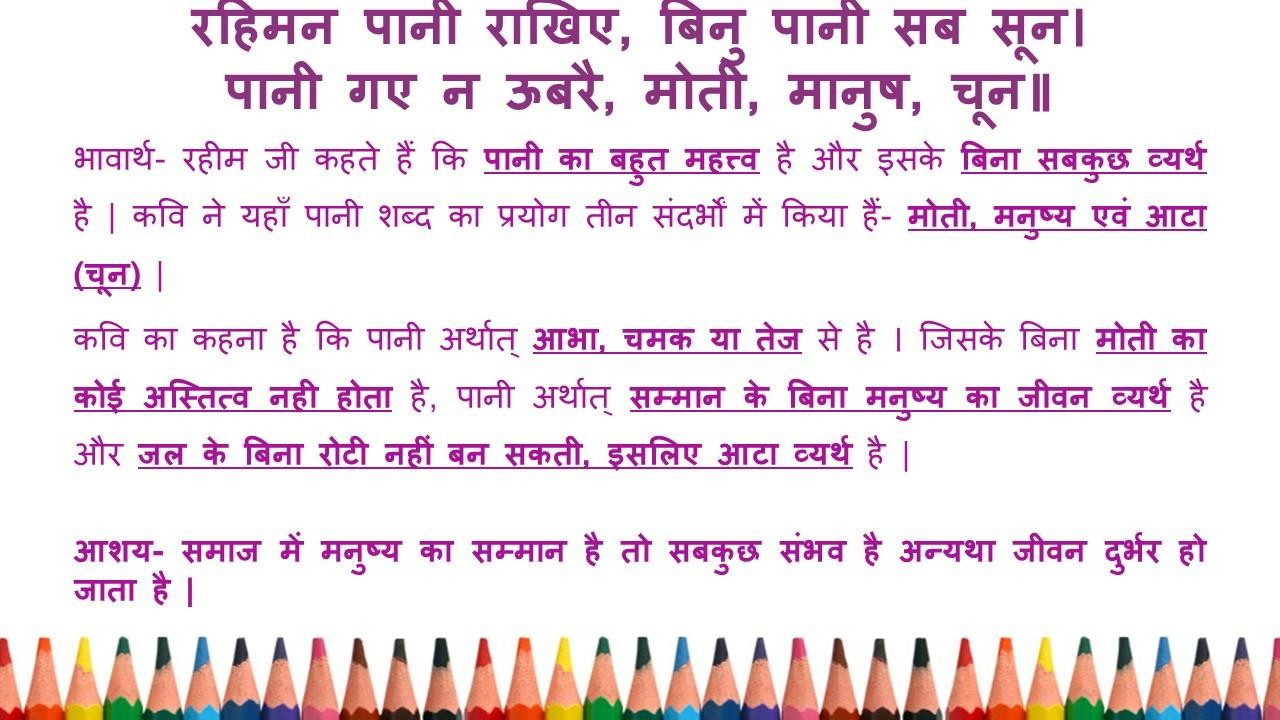 रहिमन पानी राखिए, बिनु पानी सब सून।
पानी गए न ऊबरै, मोती, मानुष, चून॥
भावार्थ- रहीम जी कहते हैं कि पानी का बहुत महत्त्व है और इसके बिना सबकुछ व्यर्थ
है | कवि ने यहाँ पानी शब्द का प्रयोग तीन संदर्भों में किया हैं- मोती, मनुष्य एवं आटा
(चून) |
कवि का कहना है कि पानी अर्थात् आभा, चमक या तेज से है । जिसके बिना मोती का
कोई अस्तित्व नही होता है, पानी अर्थात् सम्मान के बिना मनुष्य का जीवन व्यर्थ है
और जल के बिना रोटी नहीं बन सकती, इसलिए आटा व्यर्थ है |
आशय- समाज में मनुष्य का सम्मान है तो सबकुछ संभव है अन्यथा जीवन दुर्भर हो
जाता है |